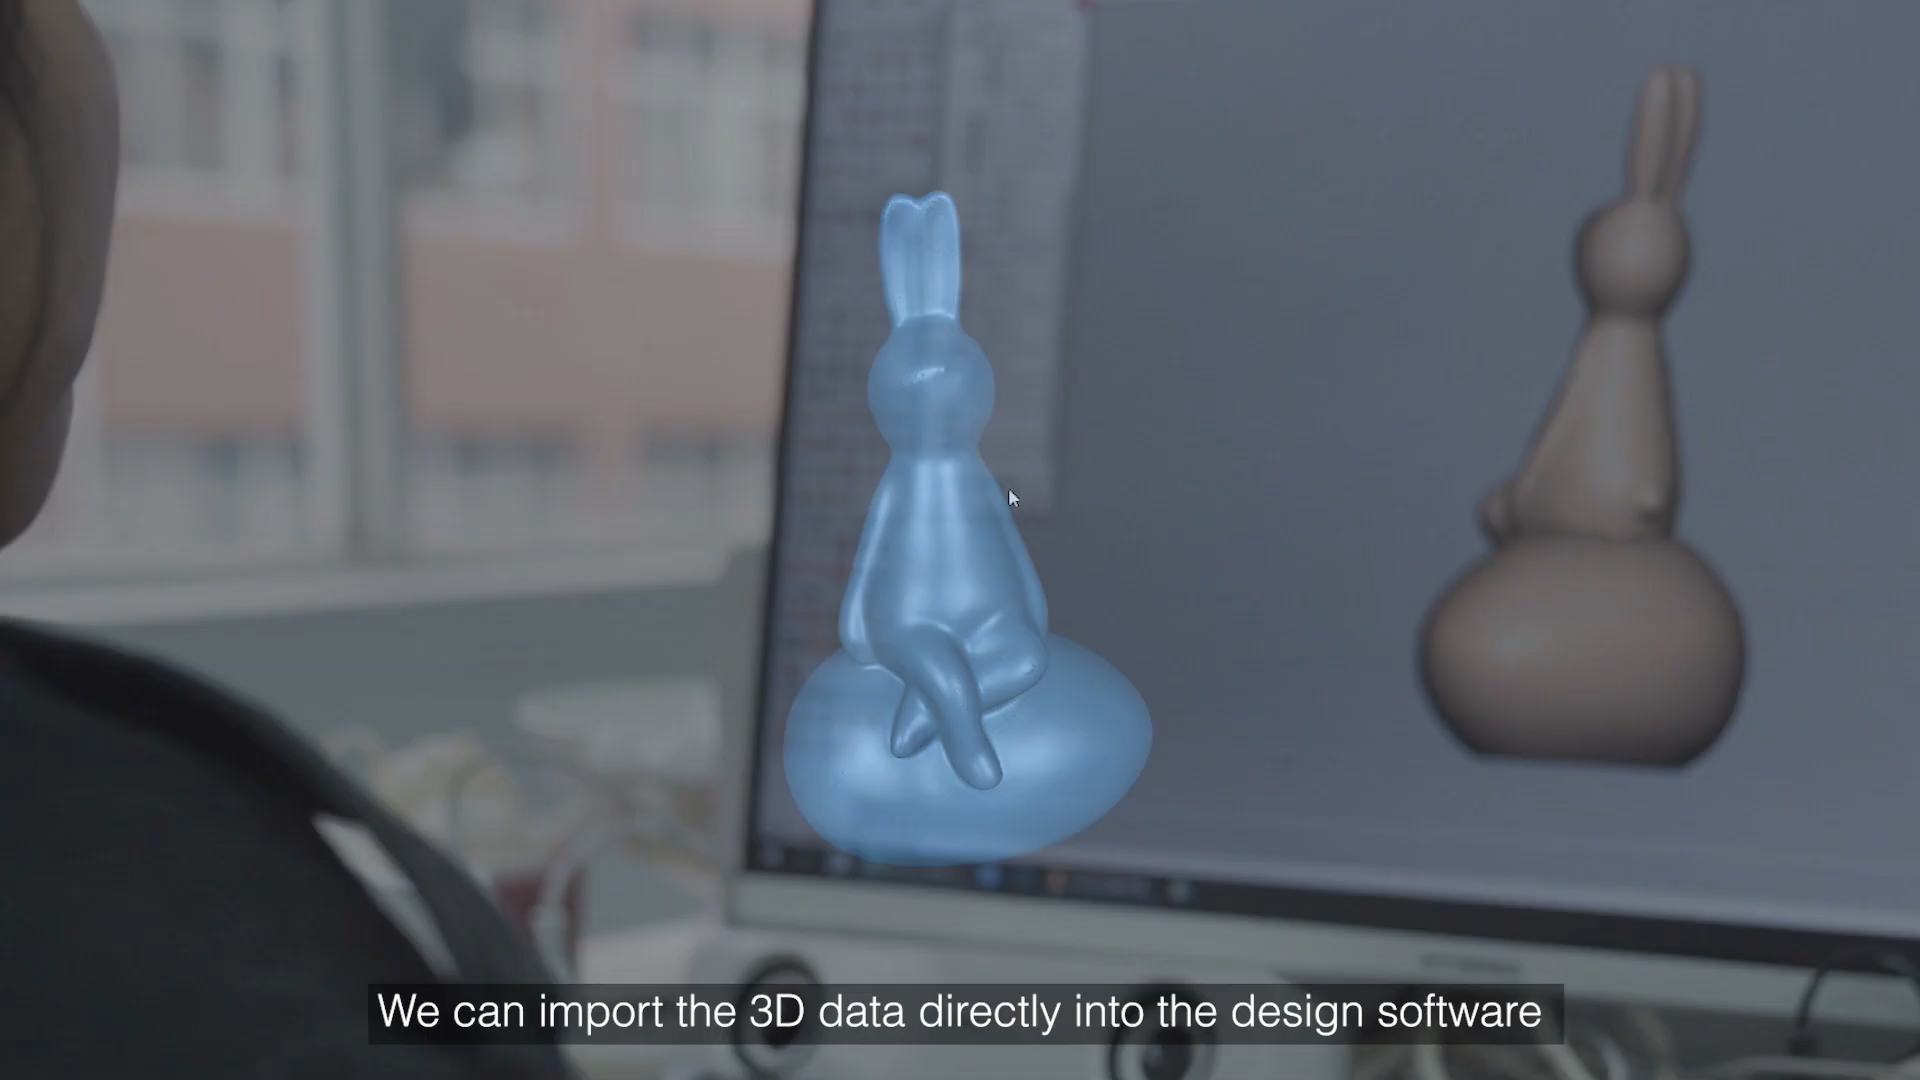 We can import the 3D data directly into the design software